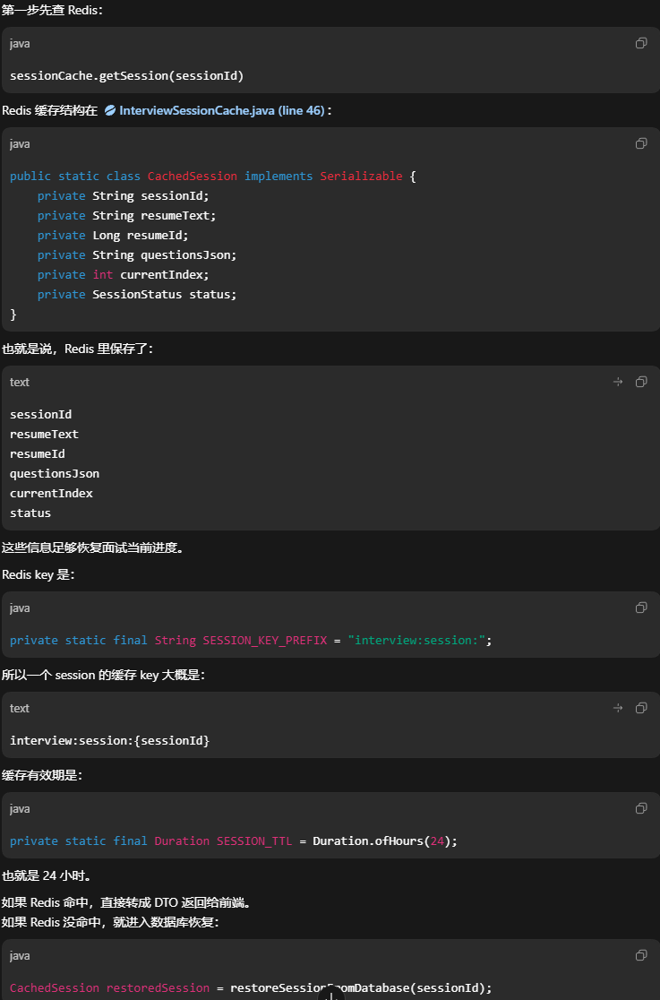 第一步先查 Redis：
java
sessionCache.getSession(sessionId)
Redis 缓存结构在 InterviewSessionCache.java (line 46)：
java
public static class CachedSession implements Serializable {
    private String sessionId;
    private String resumeText;
    private Long resumeId;
    private String questionsJson;
    private int currentIndex;
    private SessionStatus status;
}
也就是说，Redis 里保存了：
text
sessionId
resumeText
resumeId
questionsJson
currentIndex
status
这些信息足够恢复面试当前进度。
Redis key 是：
java
private static final String SESSION_KEY_PREFIX = "interview:session:";
所以一个 session 的缓存 key 大概是：
text
interview:session:{sessionId}
缓存有效期是：
java
private static final Duration SESSION_TTL = Duration.ofHours(24);
也就是 24 小时。
如果 Redis 命中，直接转成 DTO 返回给前端。
如果 Redis 没命中，就进入数据库恢复：
java
CachedSession restoredSession = restoreSessionFromDatabase(sessionId);